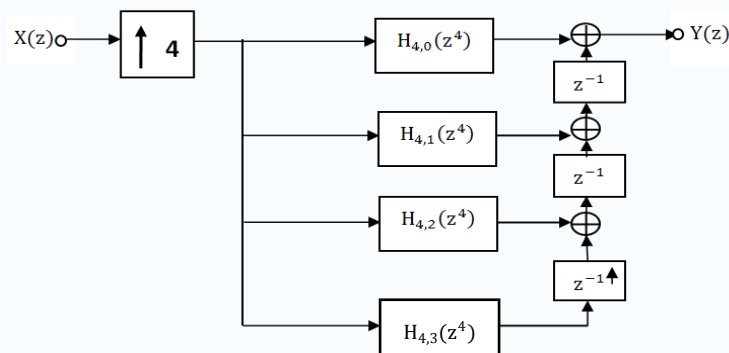 X(z)
↑ 4
H₄,₀(z⁴)
Y(z)
z⁻¹
H₄,₁(z⁴)
z⁻¹
H₄,₂(z⁴)
z⁻¹
H₄,₃(z⁴)